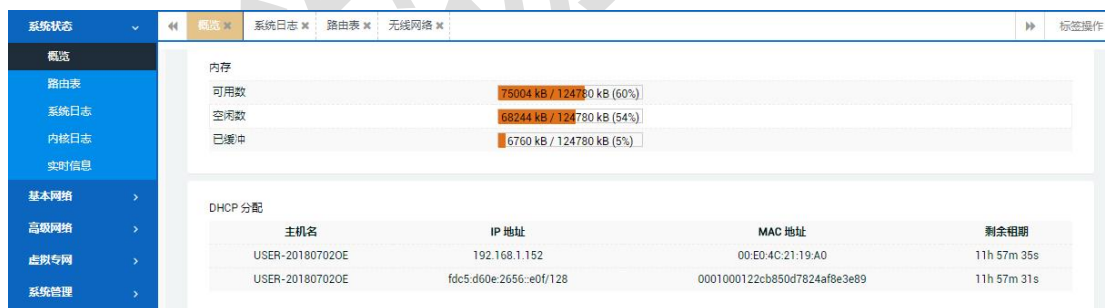 系统状态
概览 系统日志 路由表 无线网络 标签操作
概览
路由表
系统日志
内核日志
实时信息
基本网络
高级网络
虚拟专网
系统管理
内存
可用数 75004 kB / 124780 kB (60%)
空闲数 68244 kB / 124780 kB (54%)
已缓冲 6760 kB / 124780 kB (5%)
DHCP 分配
主机名 IP 地址 MAC 地址 剩余租期
USER-20180702OE 192.168.1.152 00:E0:4C:21:19:A0 11h 57m 35s
USER-20180702OE fdc5:d60e:2656::e0f/128 0001000122cb850d7824af8e3e89 11h 57m 31s